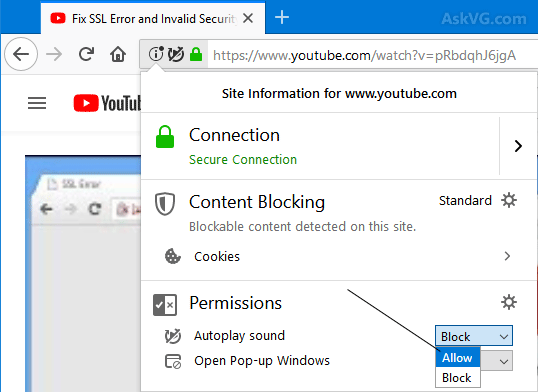 AskVG.com
Fix SSL Error and Invalid Securit
https://www.youtube.com/watch?v=pRbdqhJ6jgA
Site Information for www.youtube.com
YouTub
Connection
Secure Connection
SSL Error
Content Blocking
Standard
Blockable content detected on this site.
Cookies
Permissions
Autoplay sound
Block
Allow
Open Pop-up Windows
Block